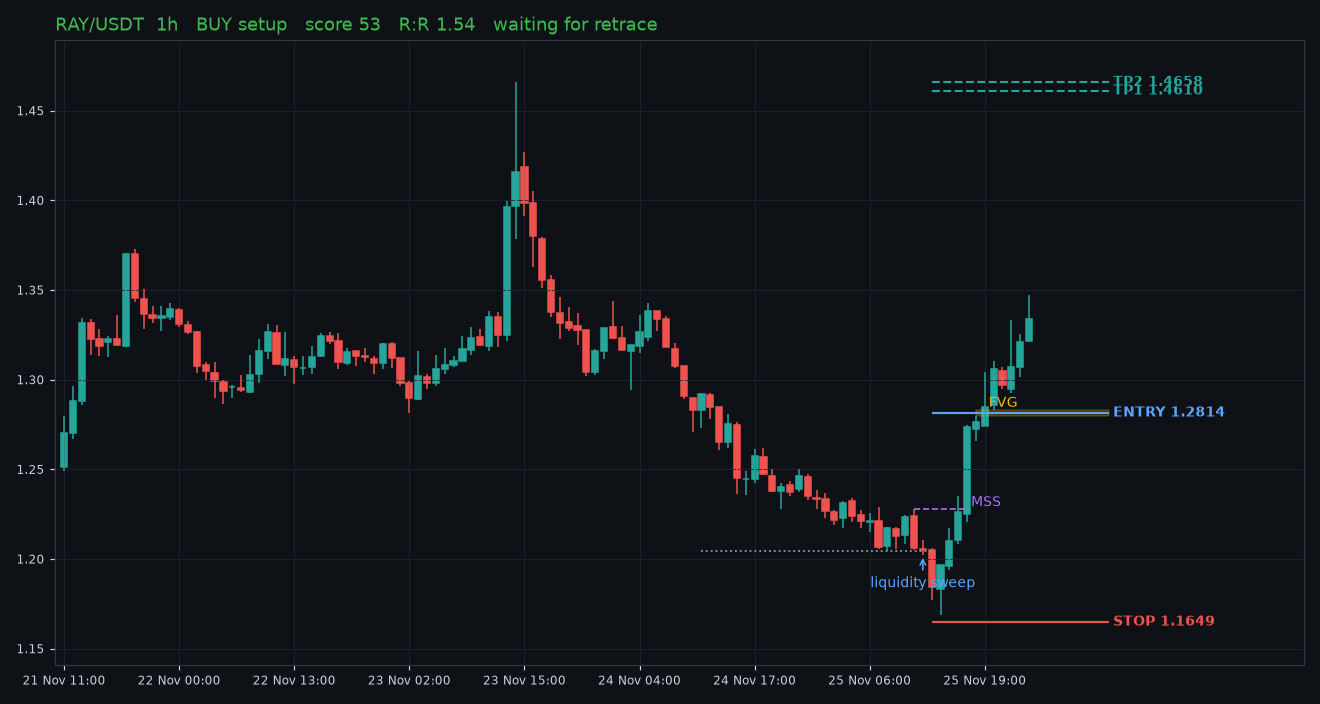 RAY/USDT 1h BUY setup score 53 R:R 1.54 waiting for retrace
TP2 1.4658
TP1 1.4610
1.45
1.40
1.35
1.30
FVG
ENTRY 1.2814
1.25
MSS
1.20
liquidity sweep
STOP 1.1649
1.15
21 Nov 11:00
22 Nov 00:00
22 Nov 13:00
23 Nov 02:00
23 Nov 15:00
24 Nov 04:00
24 Nov 17:00
25 Nov 06:00
25 Nov 19:00